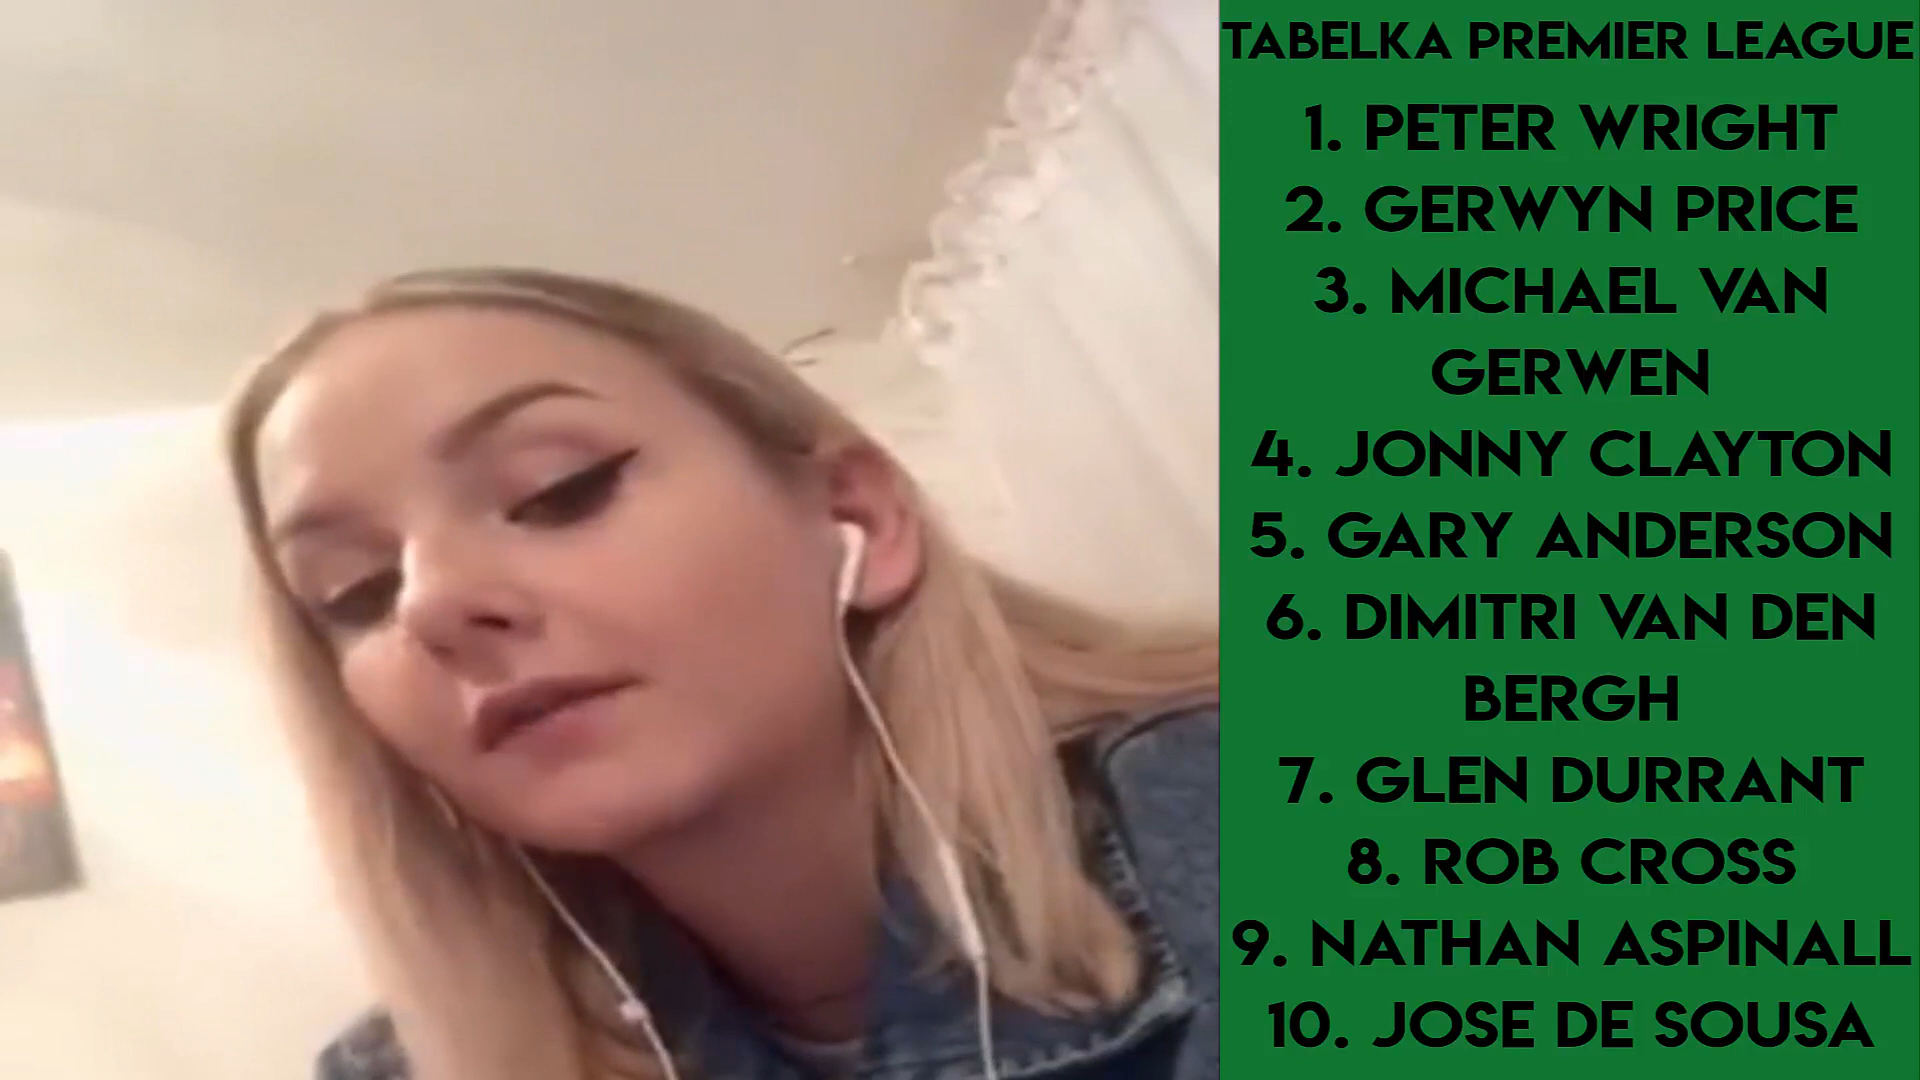 TABELKA PREMIER LEAGUE
1. PETER WRIGHT
2. GERWYN PRICE
3. MICHAEL VAN
GERWEN
4. JONNY CLAYTON
5. GARY ANDERSON
6. DIMITRI VAN DEN
BERGH
7. GLEN DURRANT
8. ROB CROSS
9. NATHAN ASPINALL
10. JOSE DE SOUSA